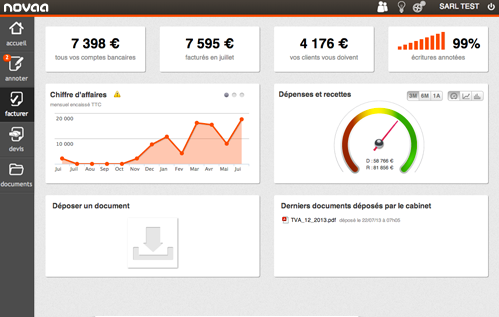 novaa
SARL TEST
accueil
2
annoter
facturer
devis
documents
7 398 €
tous vos comptes bancaires
7 595 €
facturés en juillet
4 176 €
vos clients vous doivent
99%
écritures annotées
Chiffre d'affaires
mensuel encaissé TTC
20 000
10 000
Jui Juil Aou Sep Oct Nov Dec Jan Fev Mar Avr Mai Jui
Dépenses et recettes
3M 6M 1A
D : 58 766 €
R : 81 856 €
Déposer un document
Derniers documents déposés par le cabinet
TVA_12_2013.pdf déposé le 22/07/13 à 07h05